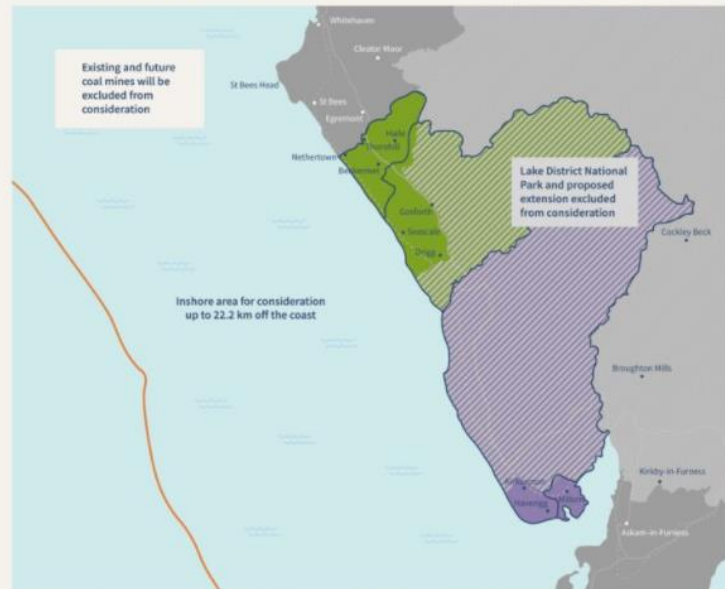 Whitehaven
Cleator Moor
Existing and future
coal mines will be
excluded from
consideration
St Bees Head
St Bees
Egremont
Haile
Thornhill
Nethertown
Beckermet
Lake District National
Park and proposed
extension excluded
from consideration
Gosforth
Seascale
Drigg
Cockley Beck
Inshore area for consideration
up to 22.2 km off the coast
Broughton Mills
Kirkby-in-Furness
Millom
Haverigg
Askam-in-Furness